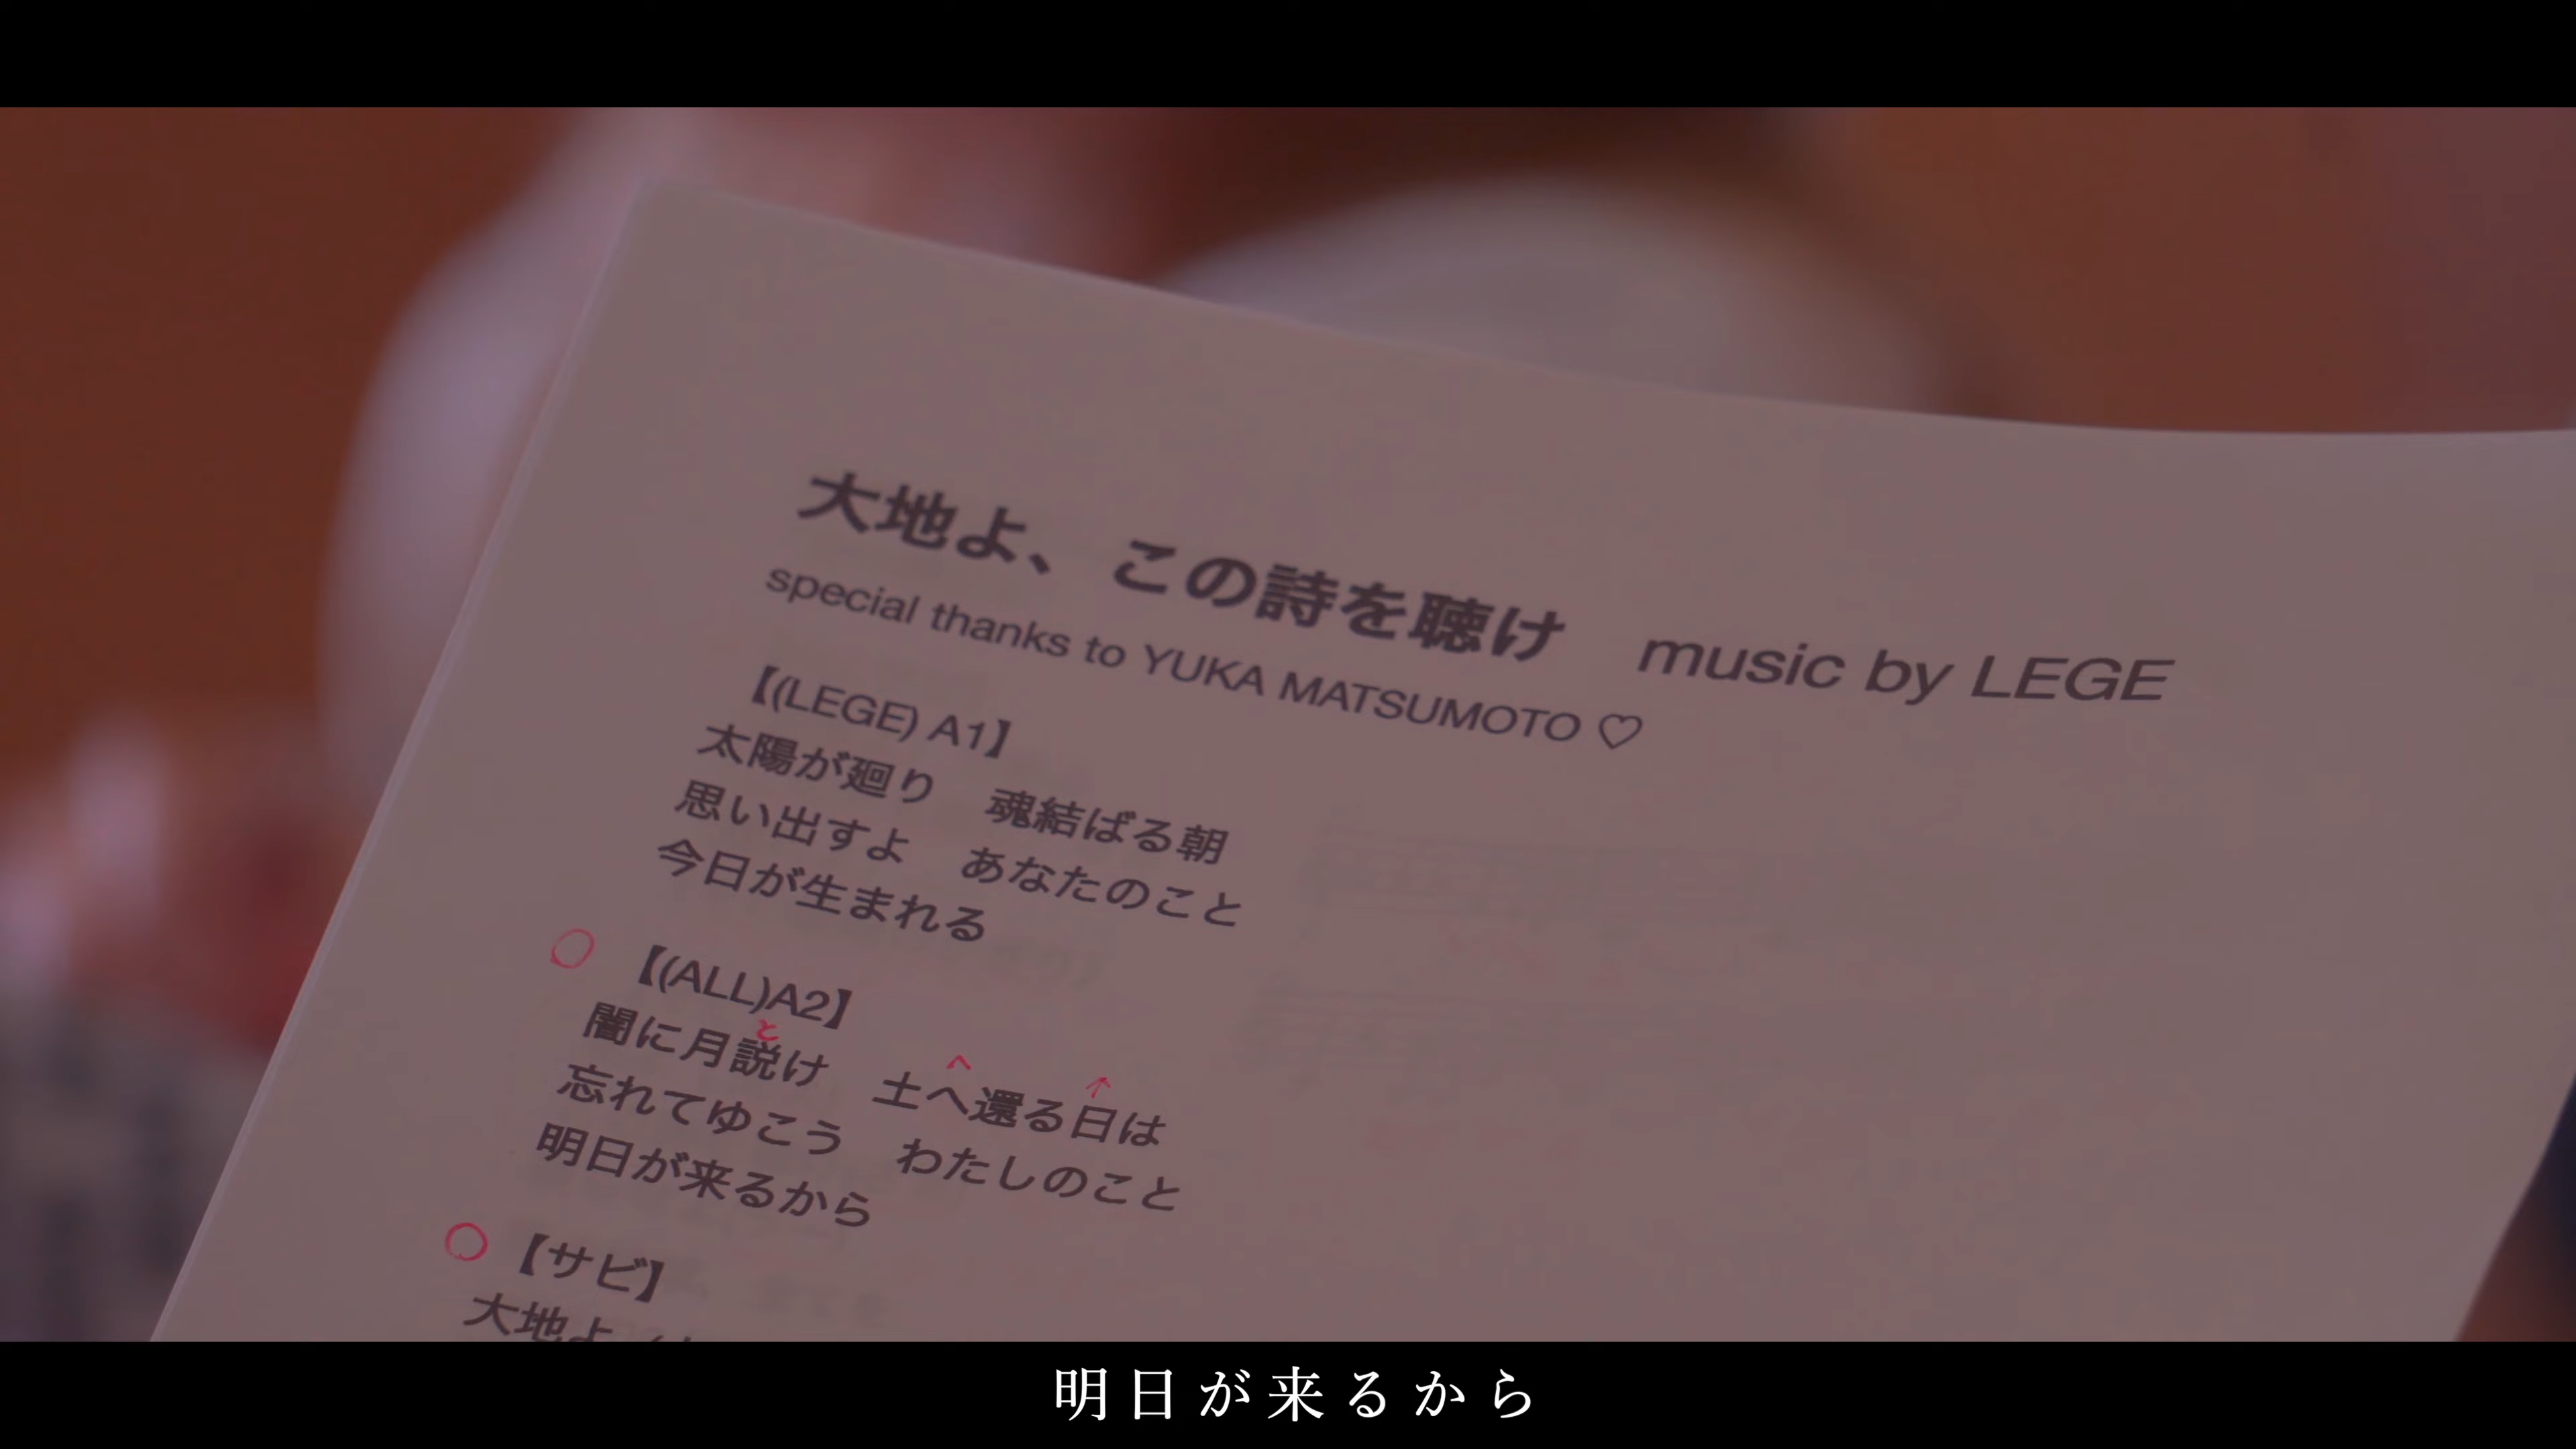 大地よ、この詩を聴け　music by LEGE
special thanks to YUKA MATSUMOTO ♡
【(LEGE) A1】
太陽が廻り　魂結ばる朝
思い出すよ　あなたのこと
今日が生まれる
○【(ALL)A2】
と
闇に月説け　土へ還る日は
忘れてゆこう　わたしのこと
明日が来るから
○【サビ】
大地よ
明日が来るから